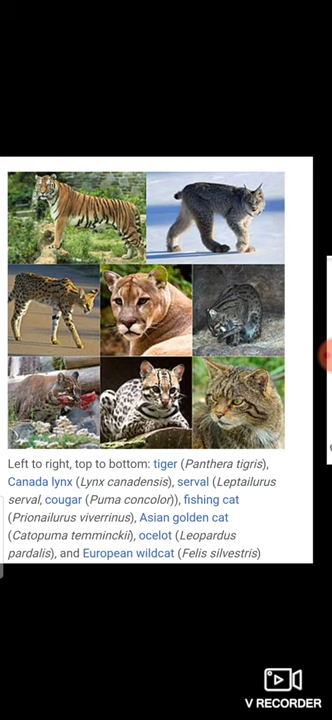 Left to right, top to bottom: tiger (Panthera tigris),
Canada lynx (Lynx canadensis), serval (Leptailurus
serval, cougar (Puma concolor)), fishing cat
(Prionailurus viverrinus), Asian golden cat
(Catopuma temminckii), ocelot (Leopardus
pardalis), and European wildcat (Felis silvestris)
V RECORDER